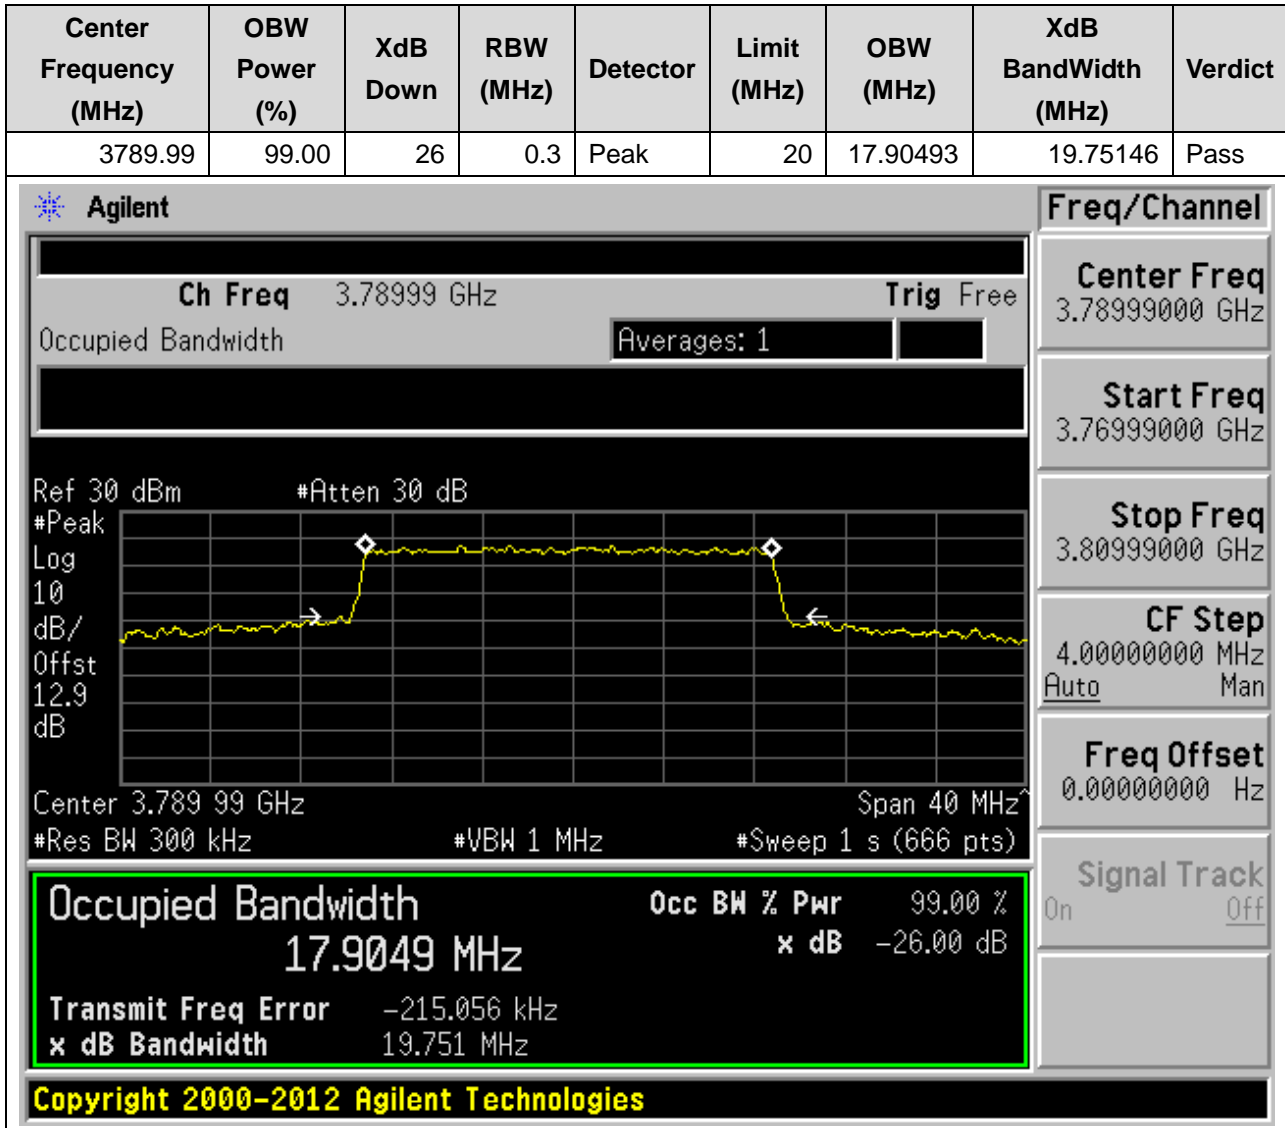 Center Frequency (MHz) OBW Power (%) XdB Down RBW (MHz) Detector Limit (MHz) OBW (MHz) XdB BandWidth (MHz) Verdict
3789.99 99.00 26 0.3 Peak 20 17.90493 19.75146 Pass
Agilent
Freq/Channel
Ch Freq 3.78999 GHz Trig Free
Occupied Bandwidth Averages: 1
Center Freq
3.78999000 GHz
Start Freq
3.76999000 GHz
Stop Freq
3.80999000 GHz
CF Step
4.00000000 MHz
Auto Man
Freq Offset
0.00000000 Hz
Signal Track
On Off
Ref 30 dBm #Atten 30 dB
#Peak
Log
10
dB/
Offst
12.9
dB
Center 3.789 99 GHz Span 40 MHz^
#Res BW 300 kHz #VBW 1 MHz #Sweep 1 s (666 pts)
Occupied Bandwidth Occ BW % Pwr 99.00 %
17.9049 MHz x dB -26.00 dB
Transmit Freq Error -215.056 kHz
x dB Bandwidth 19.751 MHz
Copyright 2000-2012 Agilent Technologies